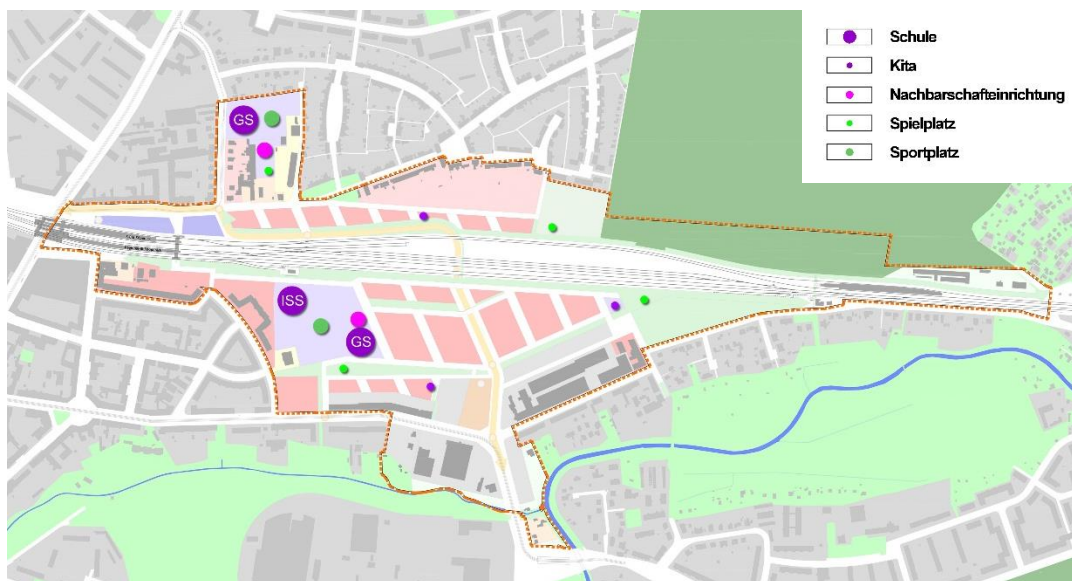 Schule
Kita
Nachbarschafteinrichtung
Spielplatz
Sportplatz
GS
ISS
GS